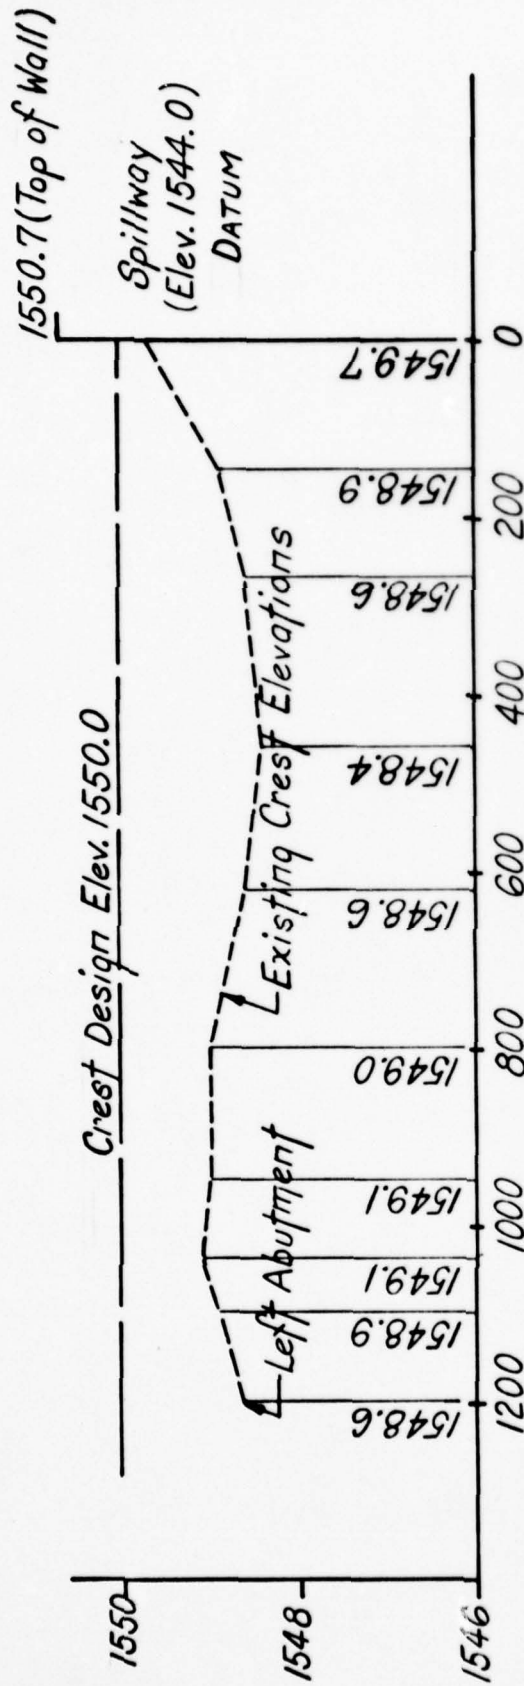 1550.7 (Top of Wall)
Spillway
(Elev. 1544.0)
DATUM
Crest Design Elev. 1550.0
Existing Crest Elevations
Left Abutment
1550
1548
1546
1548.6
1548.9
1549.1
1549.1
1549.0
1548.6
1548.4
1548.6
1548.9
1549.7
1200
1000
800
600
400
200
0